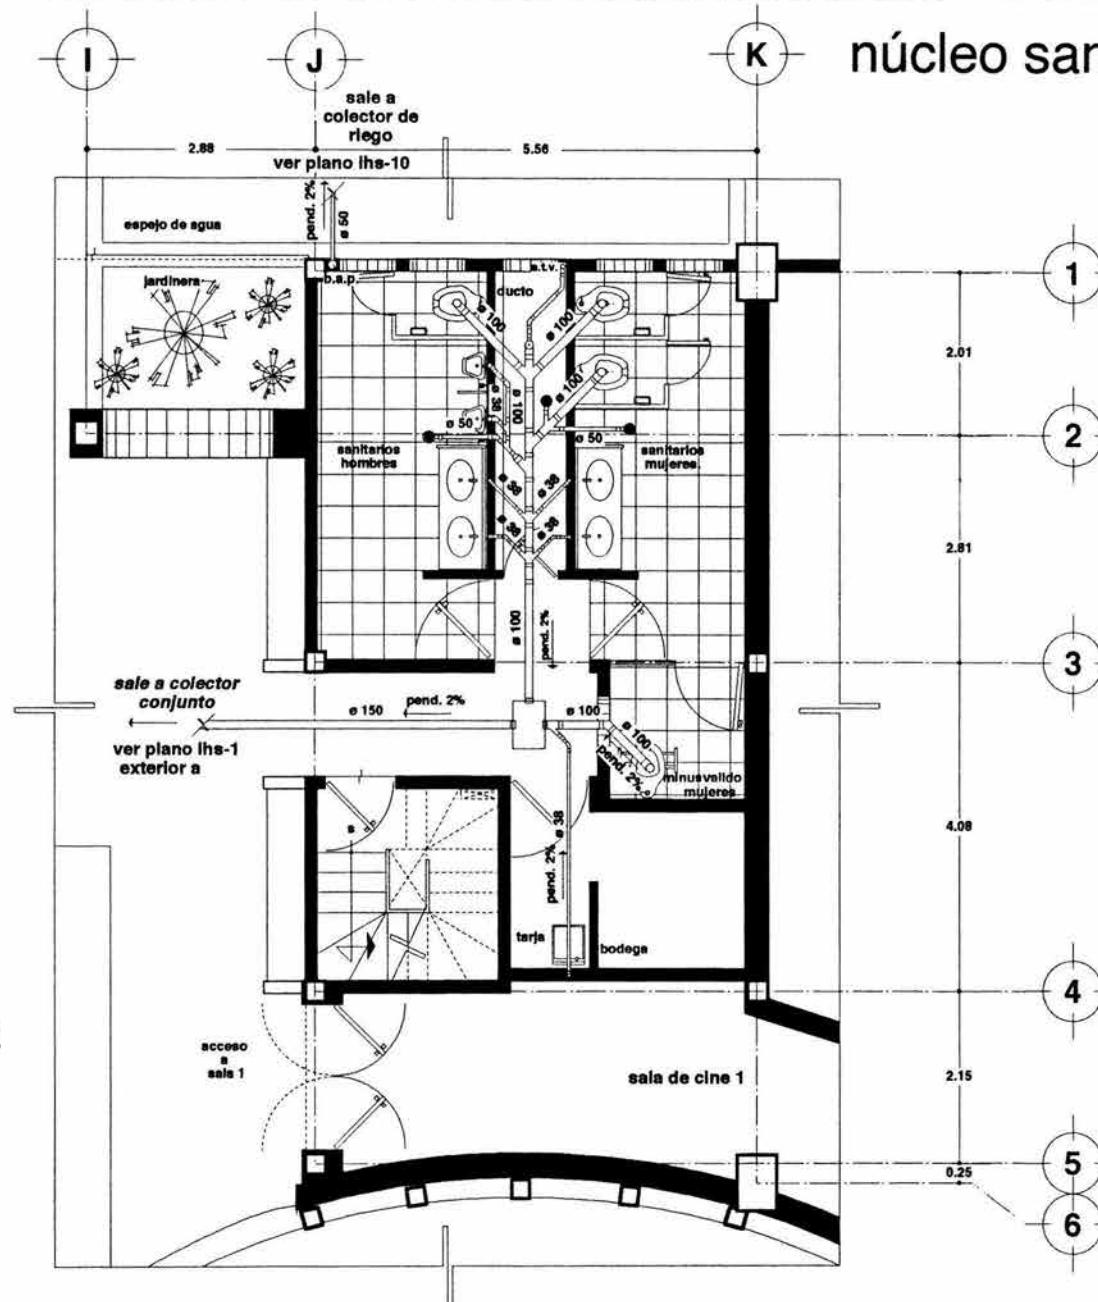 núcleo san
I
J
K
sale a
colector de
riego
2.88
5.56
ver plano ihs-10
pend. 2%
ø 50
espejo de agua
jardinera
b.a.p.
s.t.v.
ducto
ø 100
ø 100
ø 100
ø 38
ø 100
ø 50
ø 50
sanitarios
hombres
sanitarios
mujeres
ø 38
ø 38
ø 38
ø 38
ø 100
pend. 2%
1
2.01
2
2.81
3
sale a colector
conjunto
ver plano ihs-1
exterior a
ø 150
pend. 2%
ø 100
ø 100
pend. 2%
minusvalido
mujeres
4.08
s
ø 38
pend. 2%
tarja
bodega
4
acceso
a
sala 1
sala de cine 1
2.15
5
0.25
6